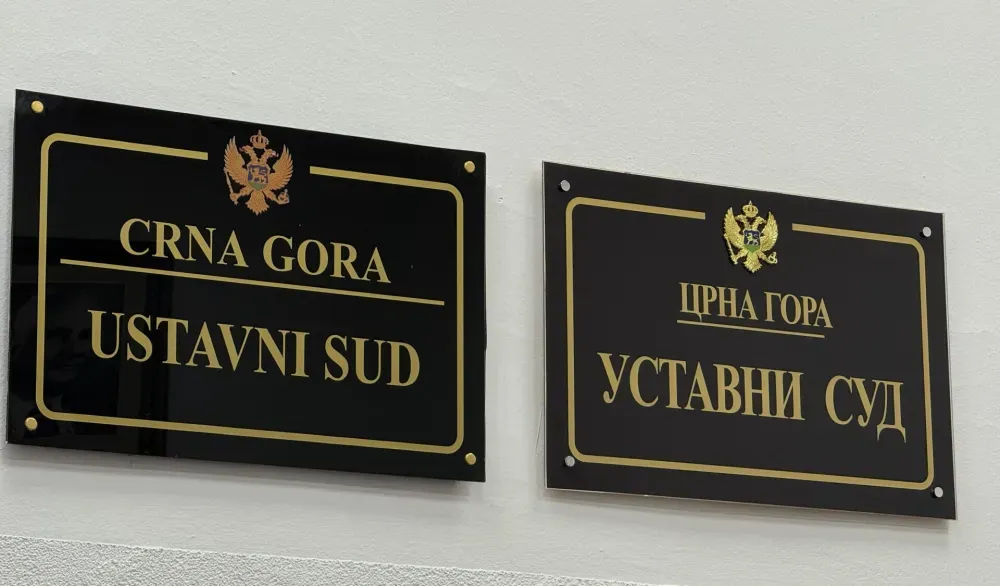 CRNA GORA
USTAVNI SUD
ЦРНА ГОРА
УСТАВНИ СУД